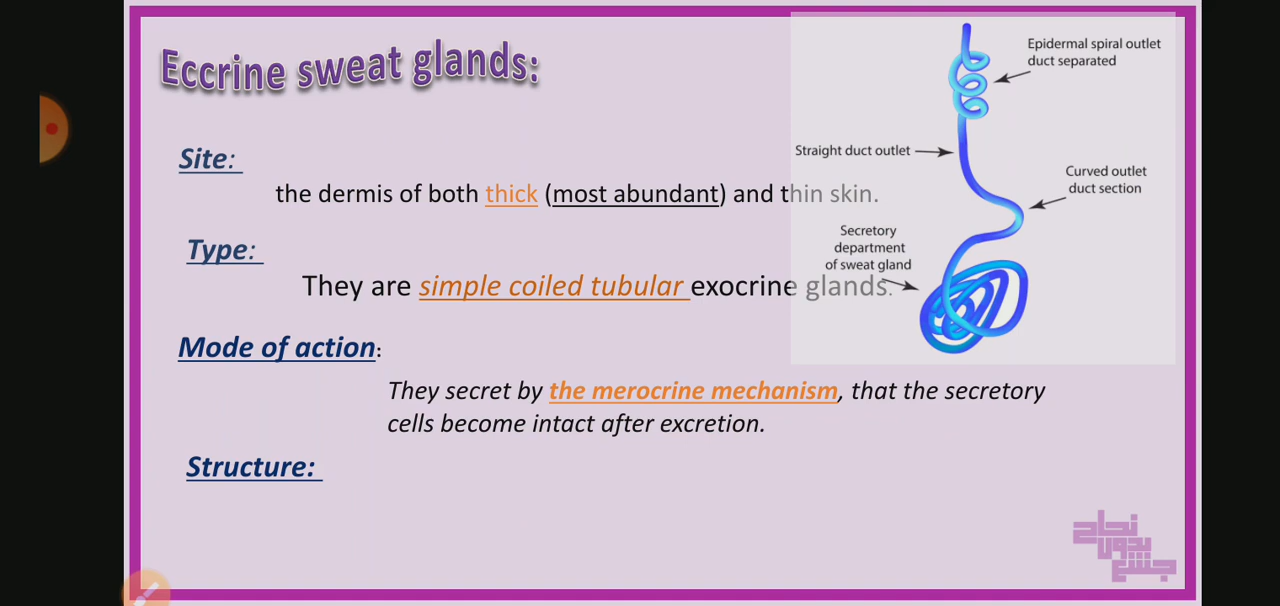 Eccrine sweat glands:
Epidermal spiral outlet
duct separated
Straight duct outlet
Curved outlet
duct section
Site:
the dermis of both thick (most abundant) and thin skin.
Secretory
department
of sweat gland
Type:
They are simple coiled tubular exocrine glands.
Mode of action:
They secret by the merocrine mechanism, that the secretory
cells become intact after excretion.
Structure:
نجاح
بدون
جشع